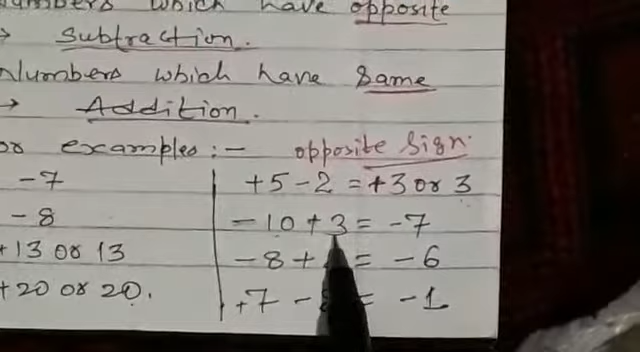 numbers which have opposite
→ Subtraction.
Numbers which have same
→ Addition.
or examples :- opposite sign.
-7
+5 - 2 = +3 or 3
-8
-10 + 3 = -7
+13 or 13
-8 + = -6
+20 or 20.
+7 - = -1